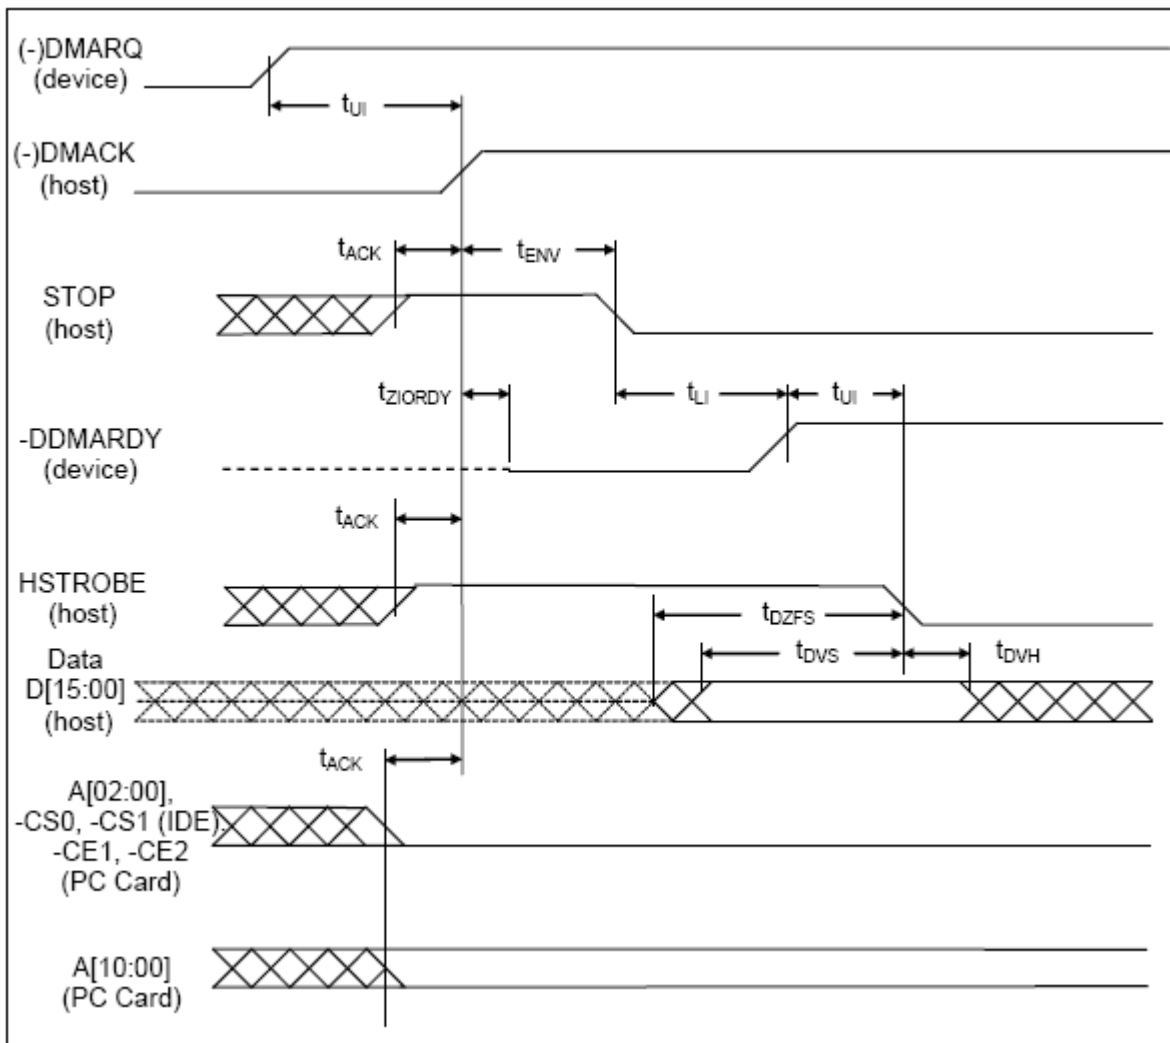 (-)DMARQ
(device)
tUI
(-)DMACK
(host)
tACK
tENV
STOP
(host)
tZIORDY
tLI
tUI
-DDMARDY
(device)
tACK
HSTROBE
(host)
tDZFS
Data
tDVS
tDVH
D[15:00]
(host)
tACK
A[02:00],
-CS0, -CS1 (IDE).
-CE1, -CE2
(PC Card)
A[10:00]
(PC Card)